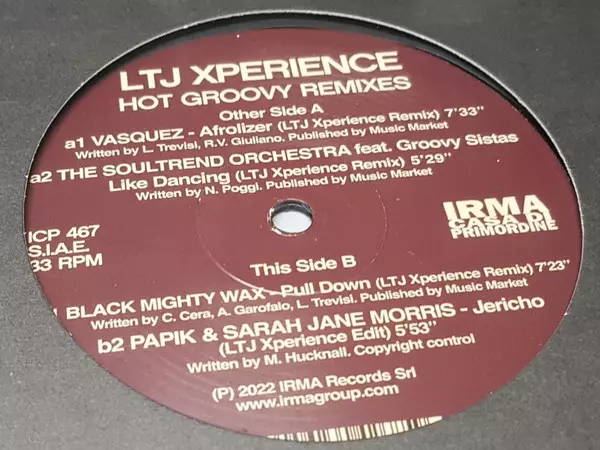 LTJ XPERIENCE
HOT GROOVY REMIXES
Other Side A
a1 VASQUEZ - Afrolizer (LTJ Xperience Remix) 7'33"
Written by L. Trevisi, R.V. Giuliano. Published by Music Market
a2 THE SOULTREND ORCHESTRA feat. Groovy Sistas
Like Dancing (LTJ Xperience Remix) 5'29"
Written by N. Poggi. Published by Music Market
ICP 467
S.I.A.E.
33 RPM
IRMA
CASA DI
PRIMORDINE
This Side B
BLACK MIGHTY WAX - Pull Down (LTJ Xperience Remix) 7'23"
Written by C. Cera, A. Garofalo, L. Trevisi. Published by Music Market
b2 PAPIK & SARAH JANE MORRIS - Jericho
(LTJ Xperience Edit) 5'53"
Written by M. Hucknall. Copyright control
(P) 2022 IRMA Records Srl
www.irmagroup.com